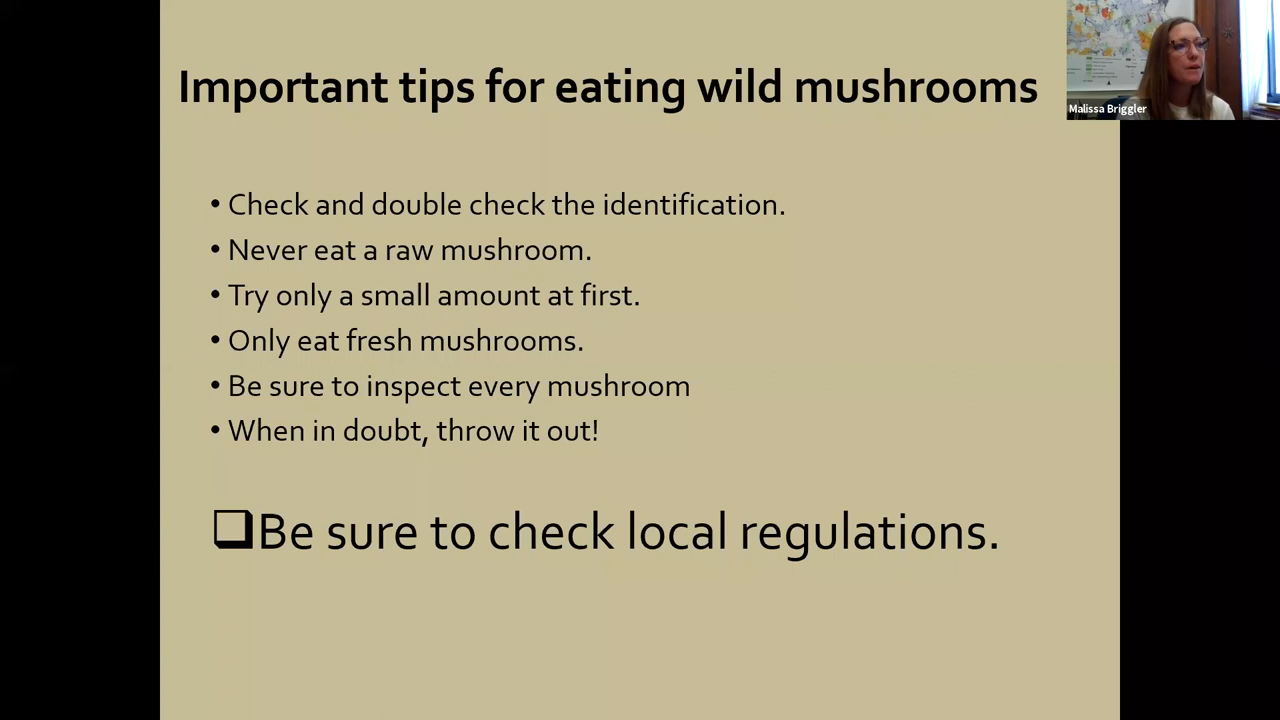 Important tips for eating wild mushrooms
Malissa Briggler
• Check and double check the identification.
• Never eat a raw mushroom.
• Try only a small amount at first.
• Only eat fresh mushrooms.
• Be sure to inspect every mushroom
• When in doubt, throw it out!
❑Be sure to check local regulations.